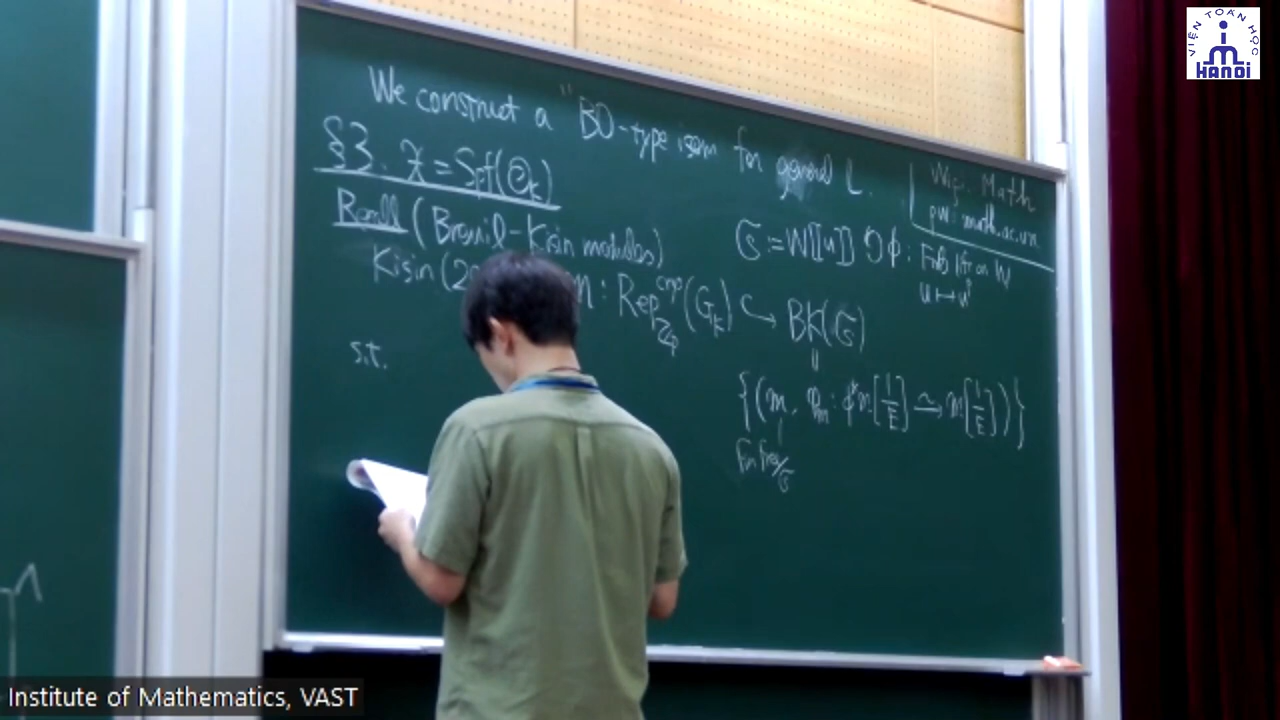 We construct a "BO-type isom for general L.
§3. 𝔛 = Spf(O_K)
Recall (Breuil-Kisin modules)
Kisin (20 𝔐 : Rep^{crys}_{ℤ_p}(G_K) ↪ BK(𝔖)
s.t.
𝔖 := W[[u]] ↻ ϕ : Frob lift on W
u ↦ u^p
||
{(𝔐, φ_𝔐 : ϕ^*𝔐[1/E] ≃→ 𝔐[1/E])}
Fin free/𝔖
Wifi. Math
pw: math.ac.vn
VIỆN TOÁN HỌC
HANOI
Institute of Mathematics, VAST